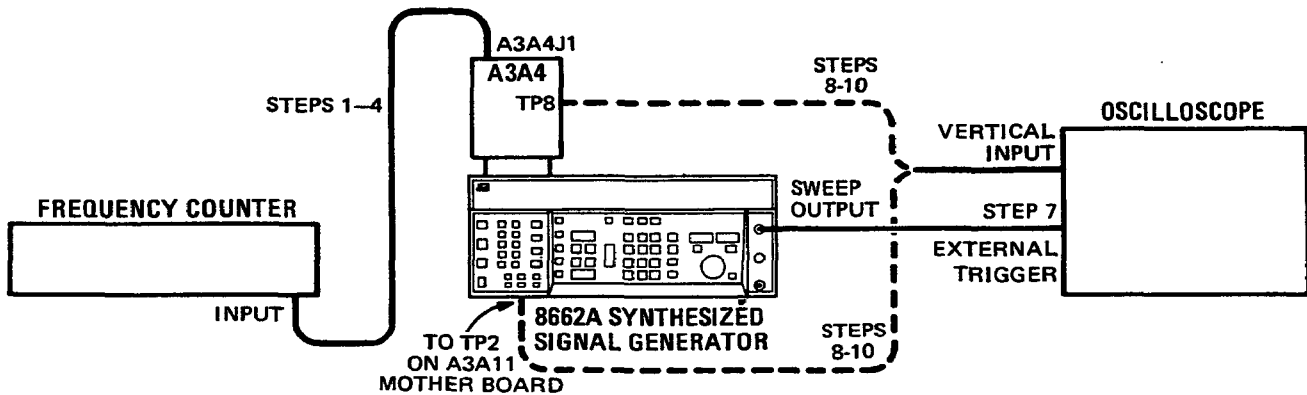 A3A4J1
A3A4
TP8
STEPS 1–4
STEPS
8-10
OSCILLOSCOPE
VERTICAL
INPUT
SWEEP
OUTPUT
STEP 7
EXTERNAL
TRIGGER
FREQUENCY COUNTER
INPUT
TO TP2
ON A3A11
MOTHER BOARD
8662A SYNTHESIZED
SIGNAL GENERATOR
STEPS
8-10